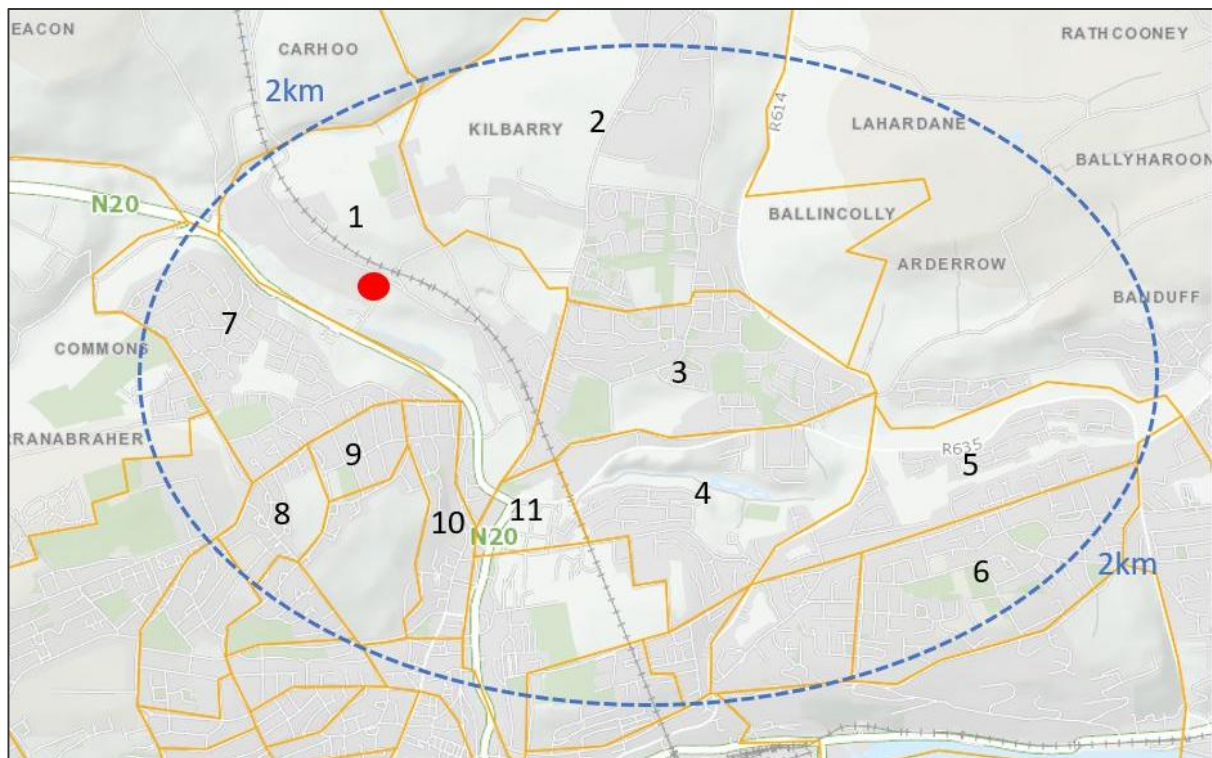 EACON
CARHOO
RATHCOONEY
2km
R614
KILBARRY
2
LAHARDANE
BALLYHAROON
N20
1
BALLINCOLLY
ARDERROW
BANDUFF
7
COMMONS
3
RRANABRAHER
9
R635
5
8
10
11
4
N20
6
2km